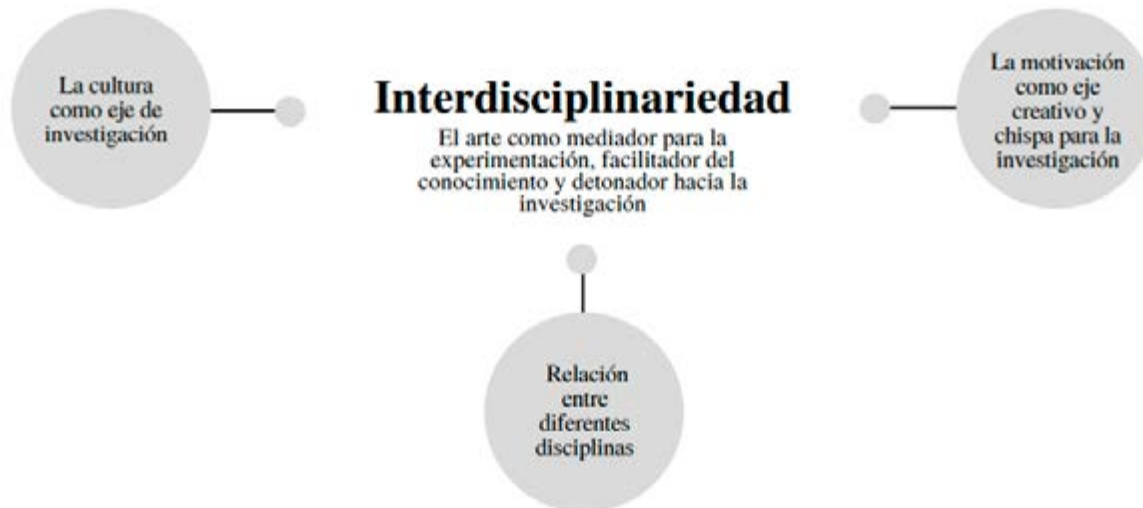 La cultura
como eje de
investigación
Interdisciplinariedad
El arte como mediador para la
experimentación, facilitador del
conocimiento y detonador hacia la
investigación
La motivación
como eje
creativo y
chispa para la
investigación
Relación
entre
diferentes
disciplinas